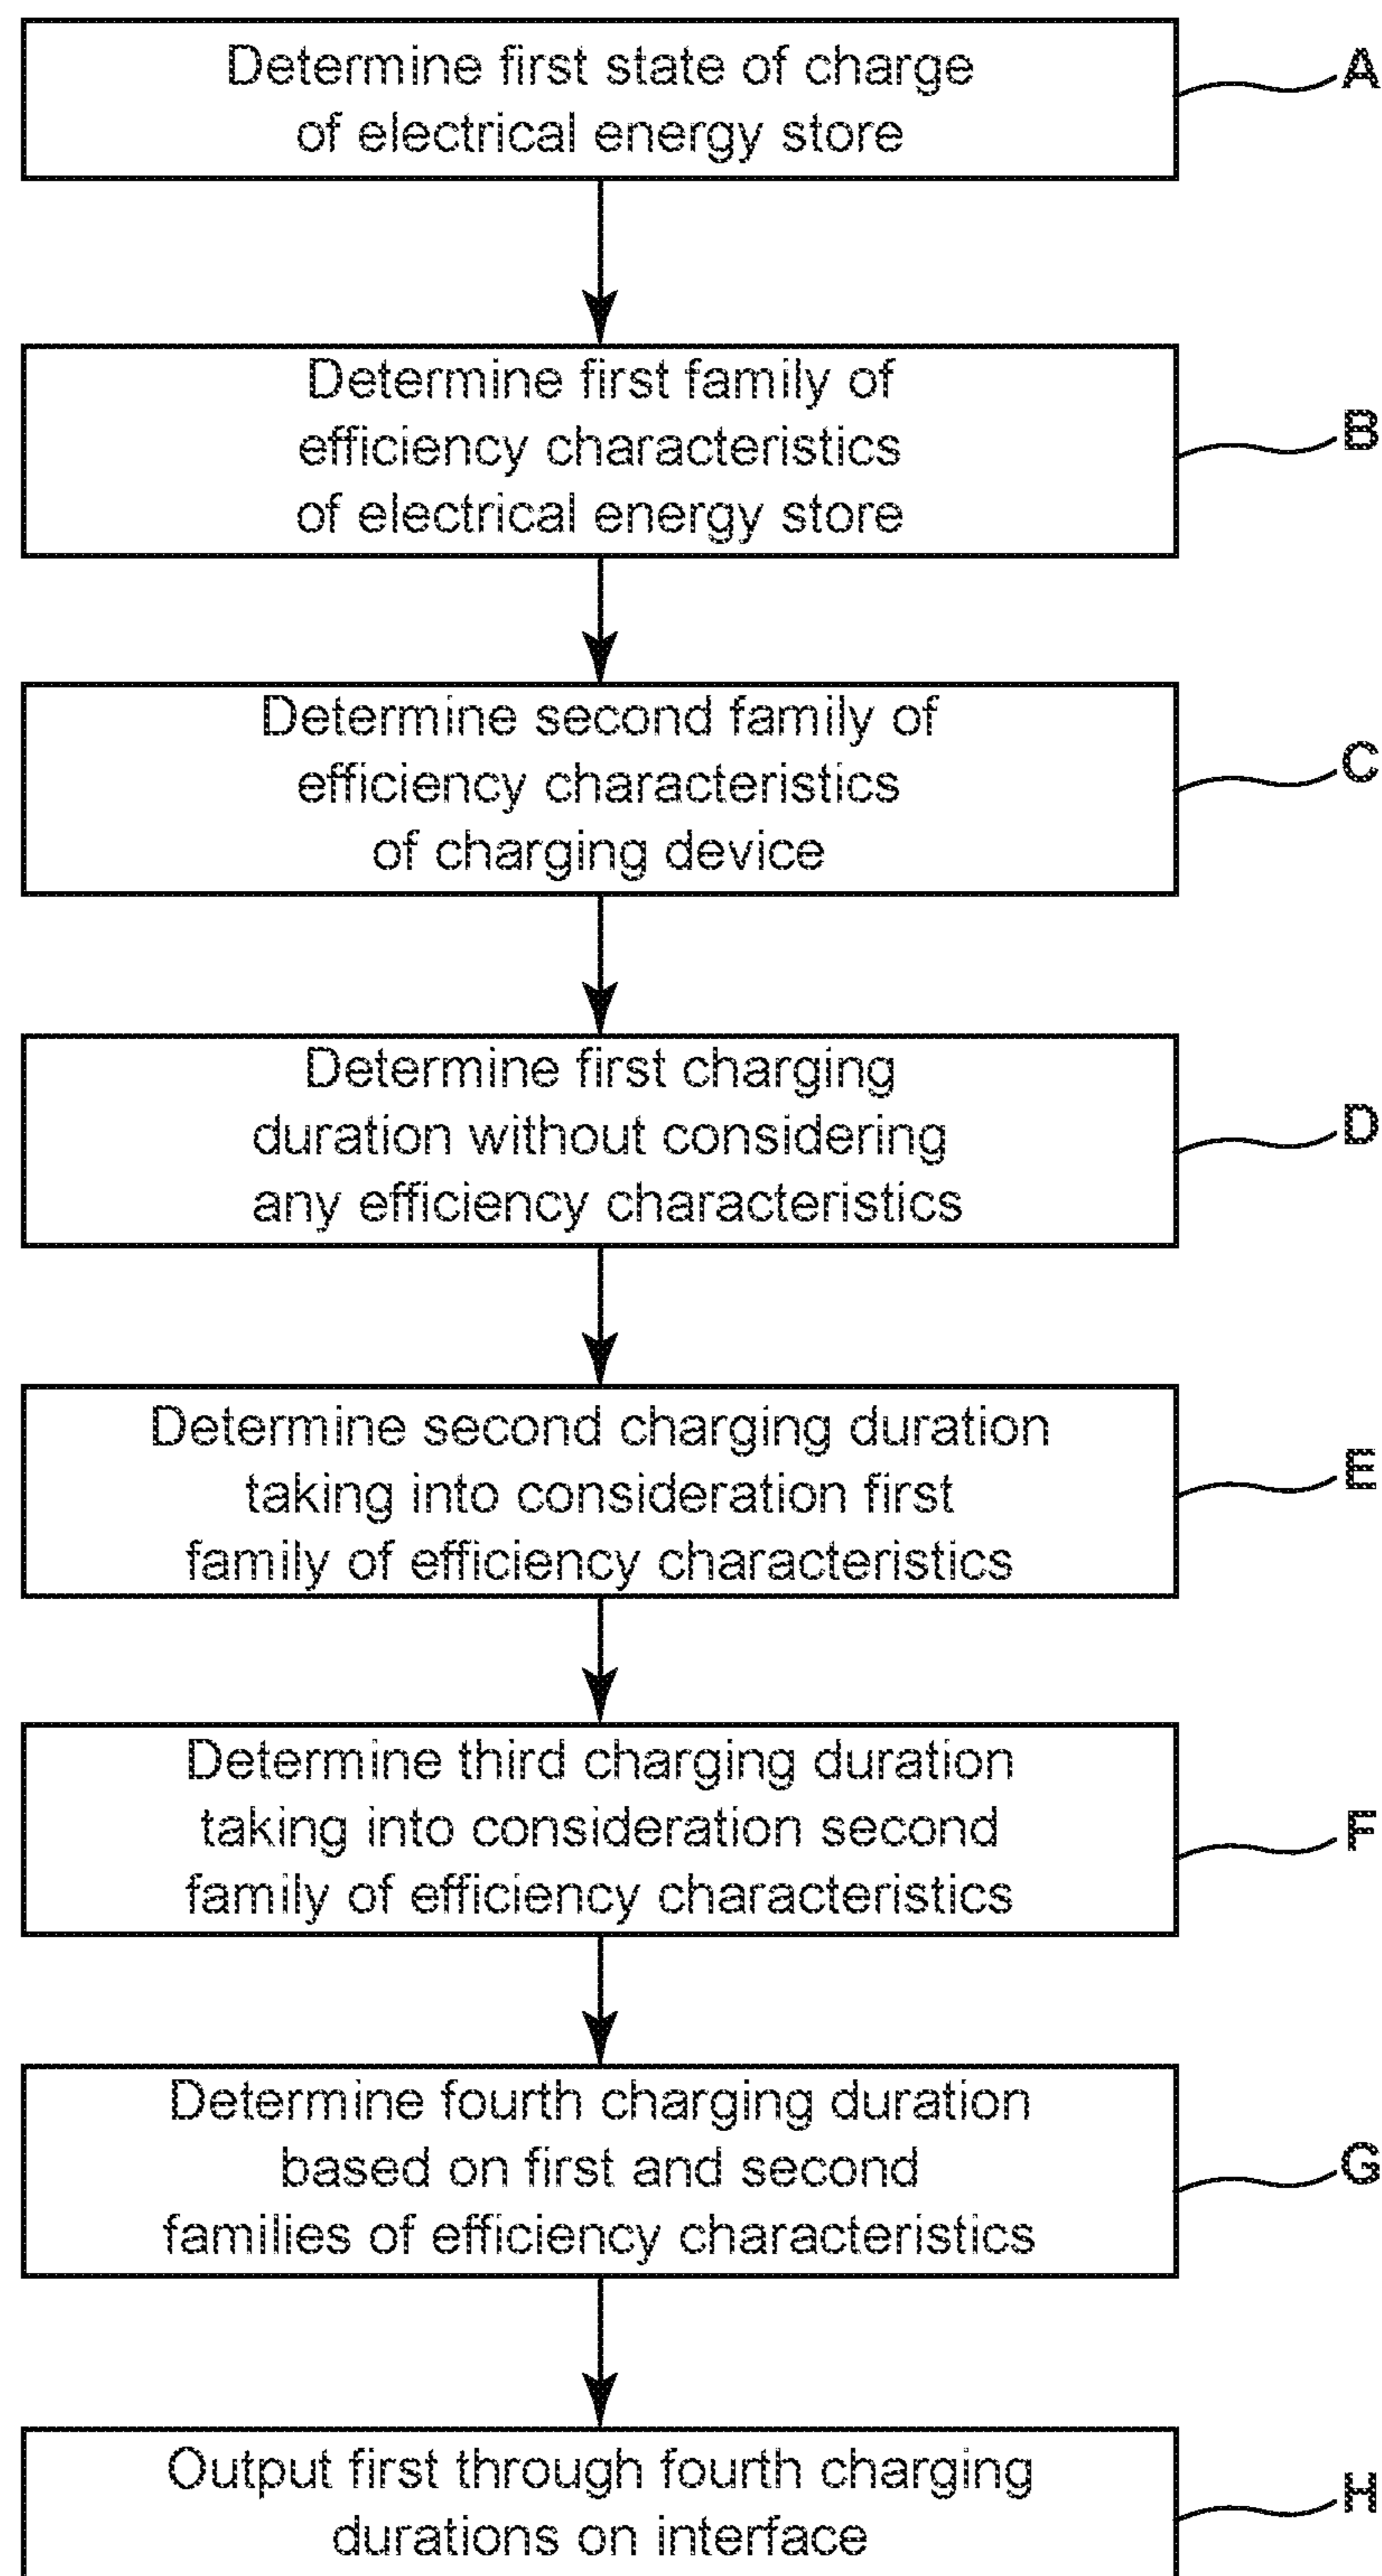 Determine first state of charge
of electrical energy store
A
Determine first family of
efficiency characteristics
of electrical energy store
B
Determine second family of
efficiency characteristics
of charging device
C
Determine first charging
duration without considering
any efficiency characteristics
D
Determine second charging duration
taking into consideration first
family of efficiency characteristics
E
Determine third charging duration
taking into consideration second
family of efficiency characteristics
F
Determine fourth charging duration
based on first and second
families of efficiency characteristics
G
Output first through fourth charging
durations on interface
H